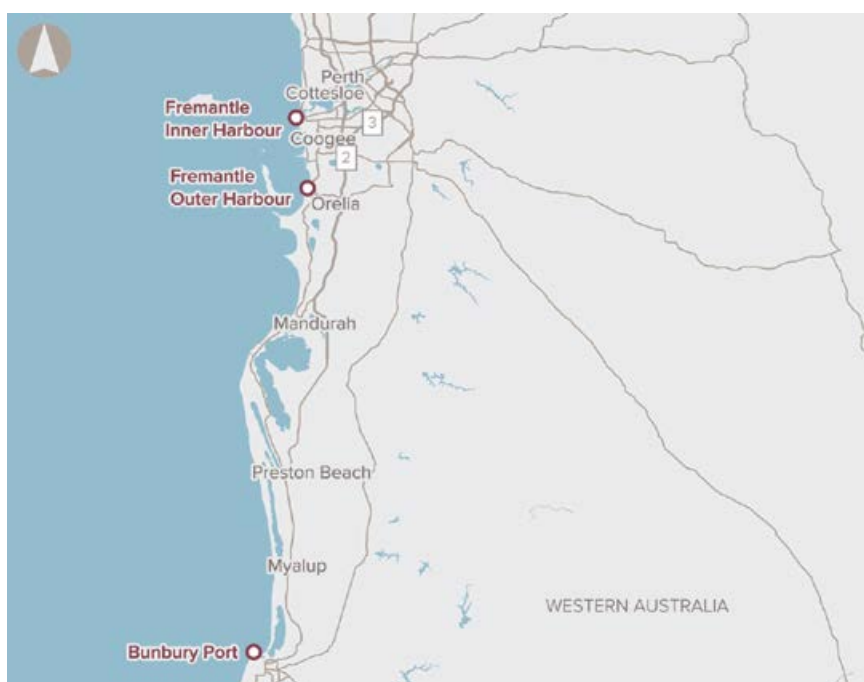 Perth
Cottesloe
Fremantle
Inner Harbour
3
Coogee
2
Fremantle
Outer Harbour
Orelia
Mandurah
Preston Beach
Myalup
WESTERN AUSTRALIA
Bunbury Port